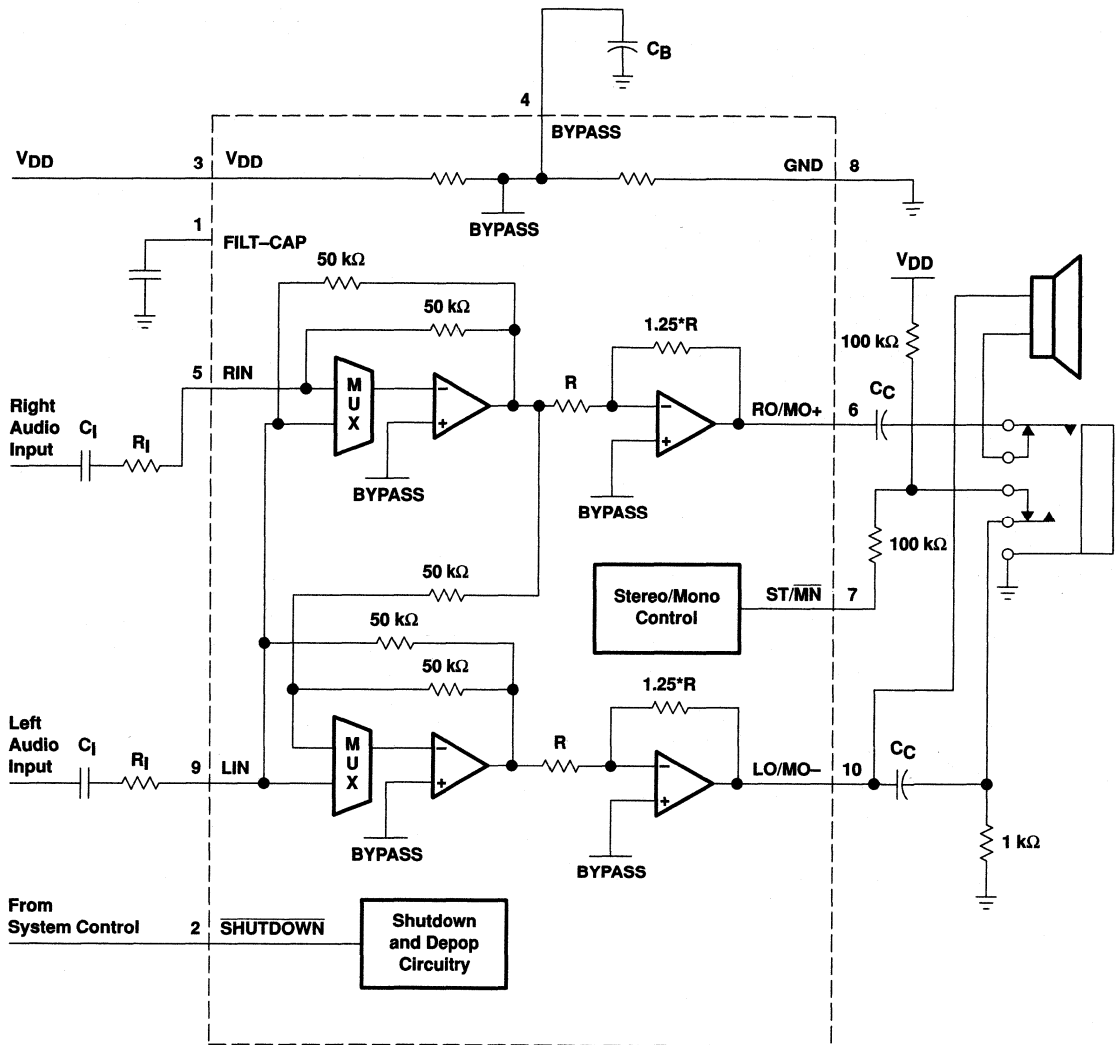 CB
4
BYPASS
VDD
3
VDD
GND
8
BYPASS
1
FILT–CAP
50 kΩ
50 kΩ
VDD
100 kΩ
1.25*R
R
5
RIN
MUX
–
+
–
+
RO/MO+
6
CC
Right
Audio
Input
CI
RI
BYPASS
BYPASS
100 kΩ
50 kΩ
Stereo/Mono
Control
ST/M̅N̅
7
50 kΩ
50 kΩ
1.25*R
Left
Audio
Input
CI
RI
9
LIN
MUX
–
+
R
–
+
LO/MO–
10
CC
BYPASS
BYPASS
1 kΩ
From
System Control
2
S̅H̅U̅T̅D̅O̅W̅N̅
Shutdown
and Depop
Circuitry